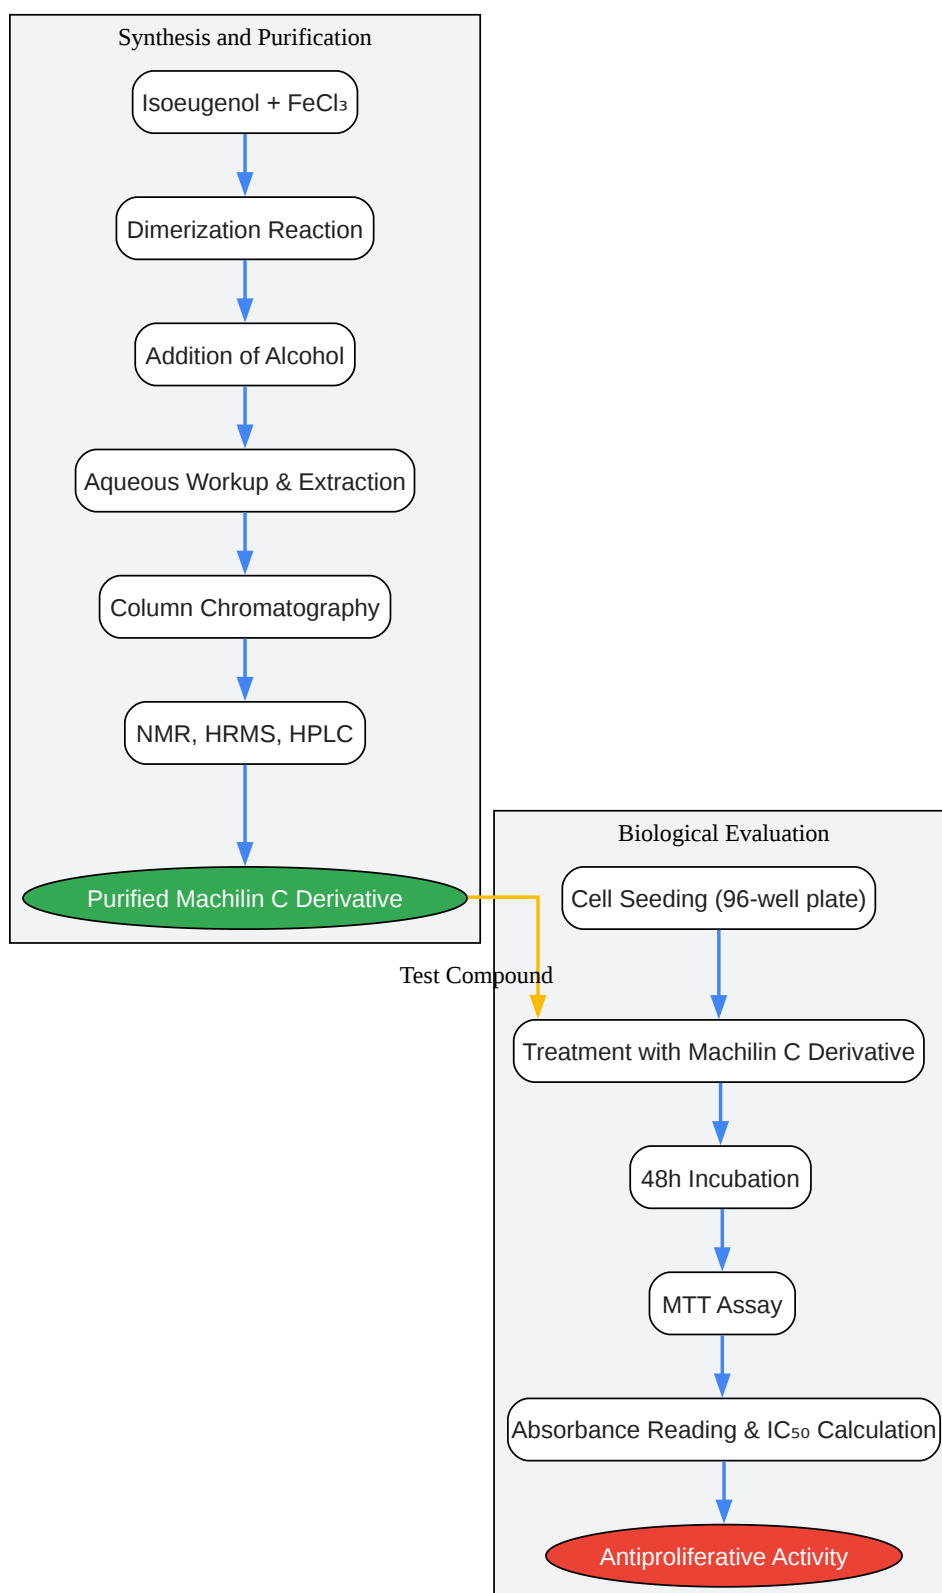 Synthesis and Purification
Isoeugenol + FeCl₃
Dimerization Reaction
Addition of Alcohol
Aqueous Workup & Extraction
Column Chromatography
NMR, HRMS, HPLC
Purified Machilin C Derivative
Test Compound
Biological Evaluation
Cell Seeding (96-well plate)
Treatment with Machilin C Derivative
48h Incubation
MTT Assay
Absorbance Reading & IC₅₀ Calculation
Antiproliferative Activity